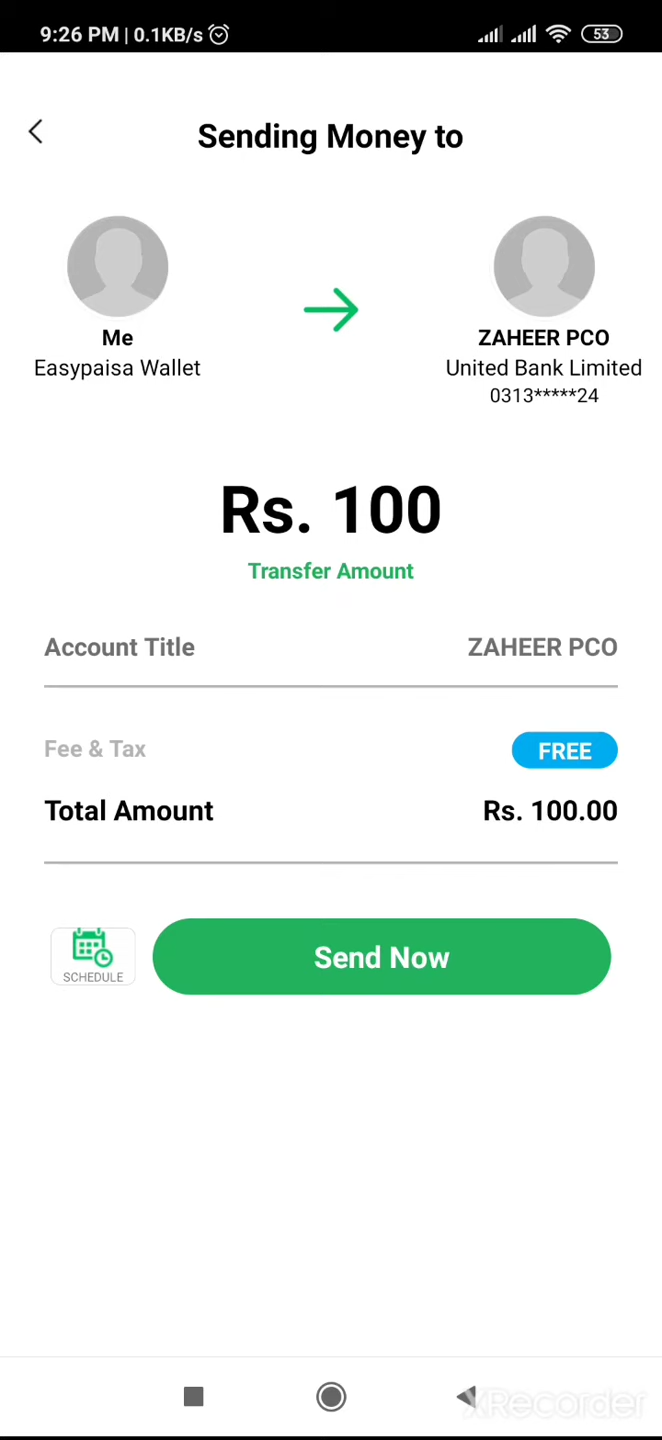 9:26 PM | 0.1KB/s
53
Sending Money to
Me
Easypaisa Wallet
ZAHEER PCO
United Bank Limited
0313*****24
Rs. 100
Transfer Amount
Account Title ZAHEER PCO
Fee & Tax FREE
Total Amount Rs. 100.00
SCHEDULE
Send Now
XRecorder